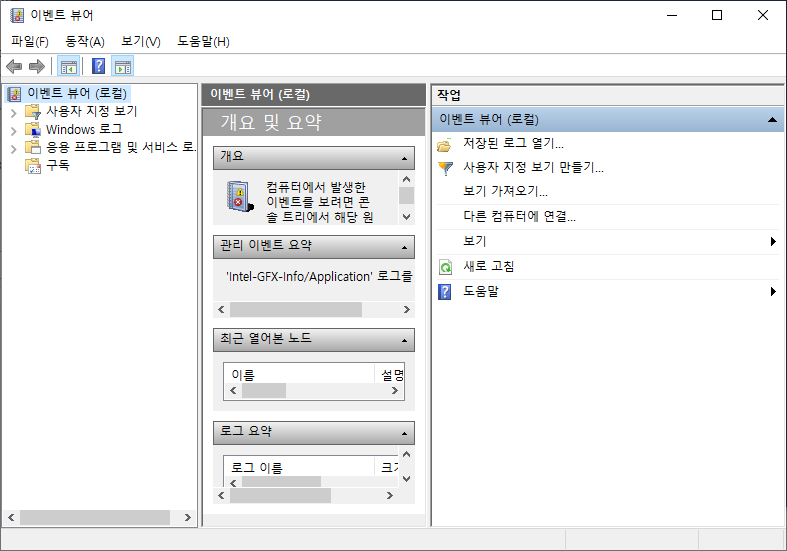 이벤트 뷰어
파일(F) 동작(A) 보기(V) 도움말(H)
이벤트 뷰어 (로컬)
사용자 지정 보기
Windows 로그
응용 프로그램 및 서비스 로
구독
이벤트 뷰어 (로컬)
개요 및 요약
개요
컴퓨터에서 발생한
이벤트를 보려면 콘
솔 트리에서 해당 원
관리 이벤트 요약
'Intel-GFX-Info/Application' 로그를
최근 열어본 노드
이름 설명
로그 요약
로그 이름 크기
작업
이벤트 뷰어 (로컬)
저장된 로그 열기...
사용자 지정 보기 만들기...
보기 가져오기...
다른 컴퓨터에 연결...
보기
새로 고침
도움말